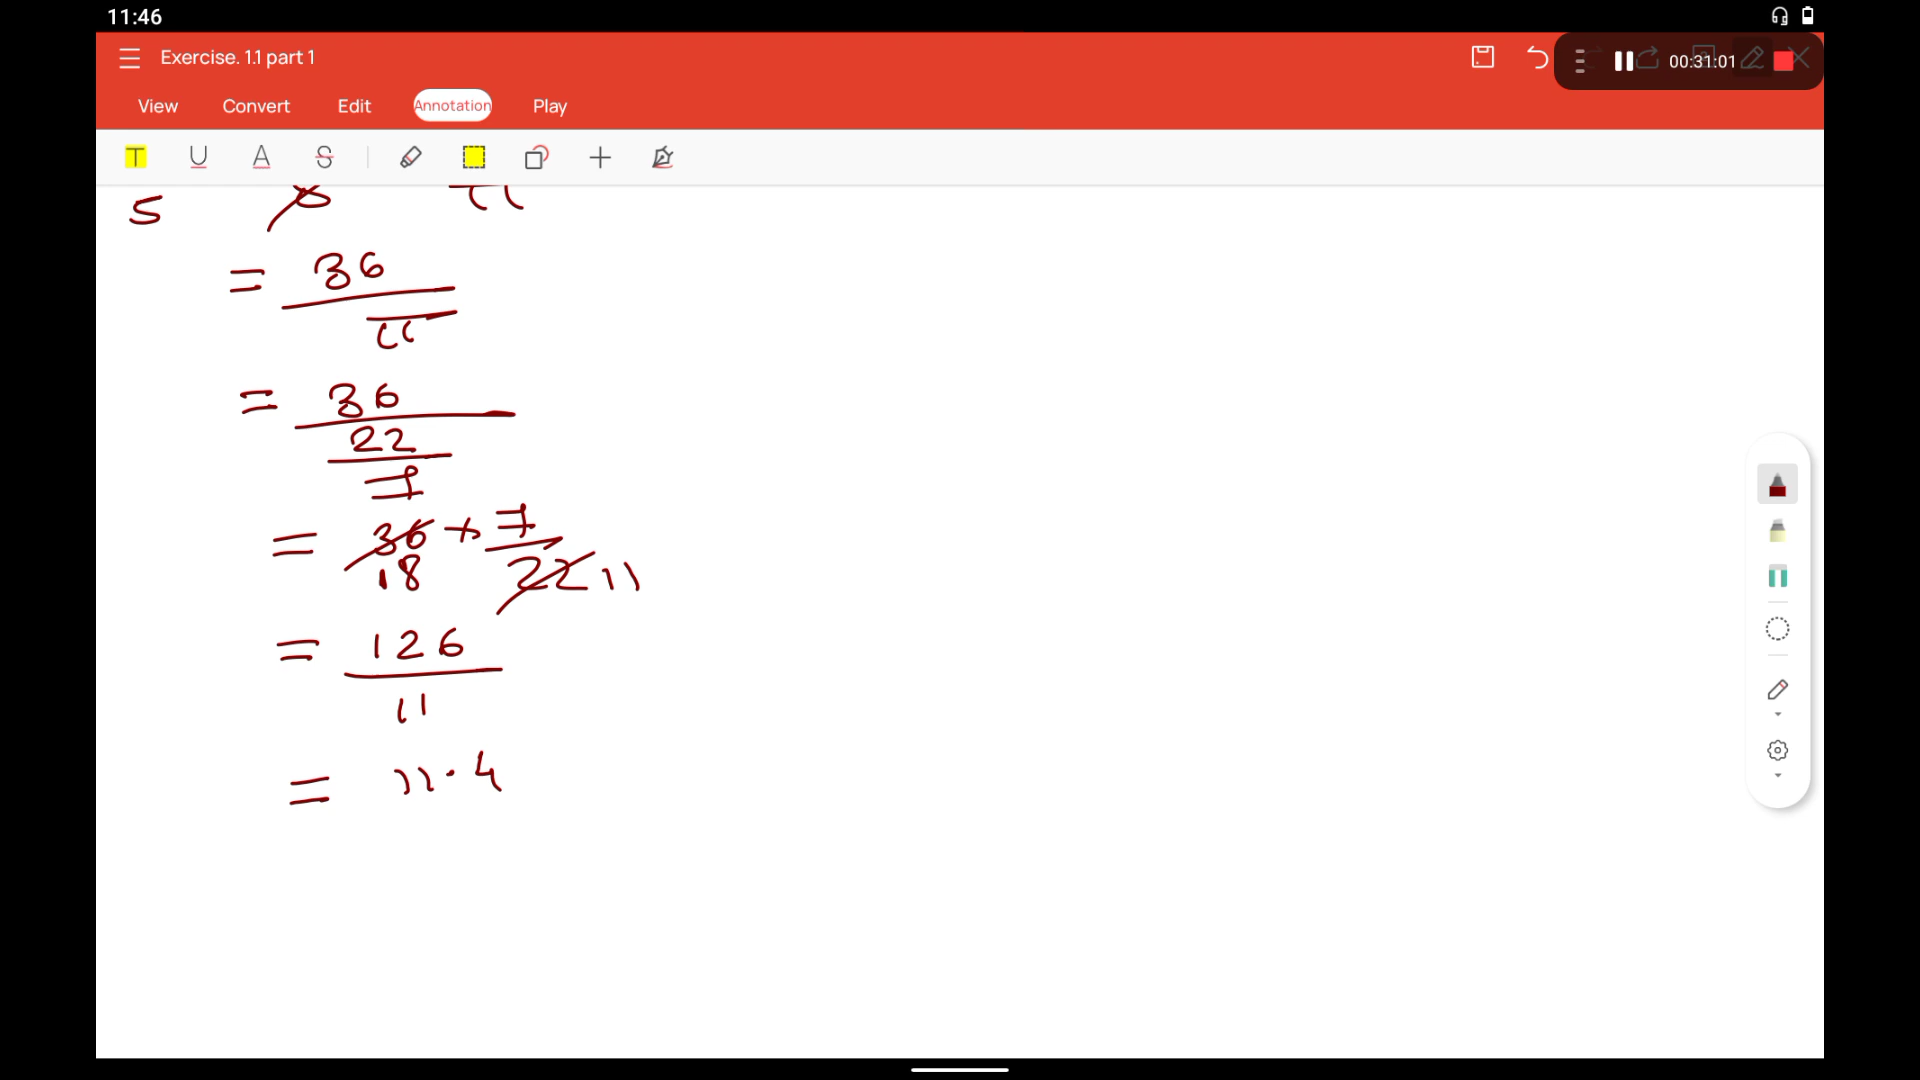 11:46
Exercise. 1.1 part 1
00:31:01
View Convert Edit Annotation Play
T U A S
5 8 π
= 36 / π
= 36 / 22 / 7
= 36 18 × 7 / 22 11
= 126 / 11
= 11.4